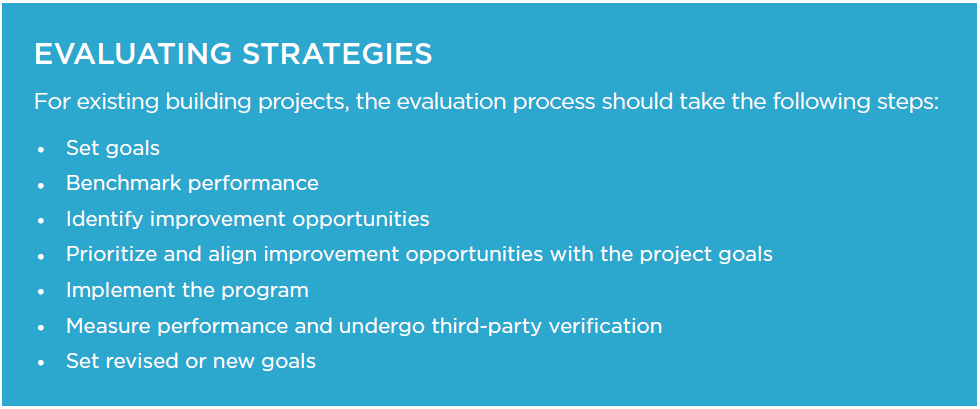 EVALUATING STRATEGIES
For existing building projects, the evaluation process should take the following steps:
• Set goals
• Benchmark performance
• Identify improvement opportunities
• Prioritize and align improvement opportunities with the project goals
• Implement the program
• Measure performance and undergo third-party verification
• Set revised or new goals